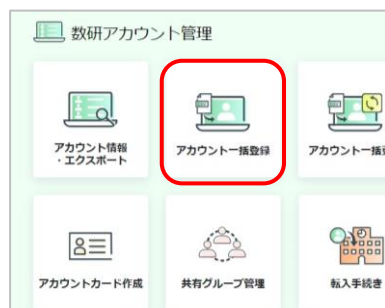 数研アカウント管理
アカウント情報
・エクスポート
アカウント一括登録
アカウント一括
アカウントカード作成
共有グループ管理
転入手続き